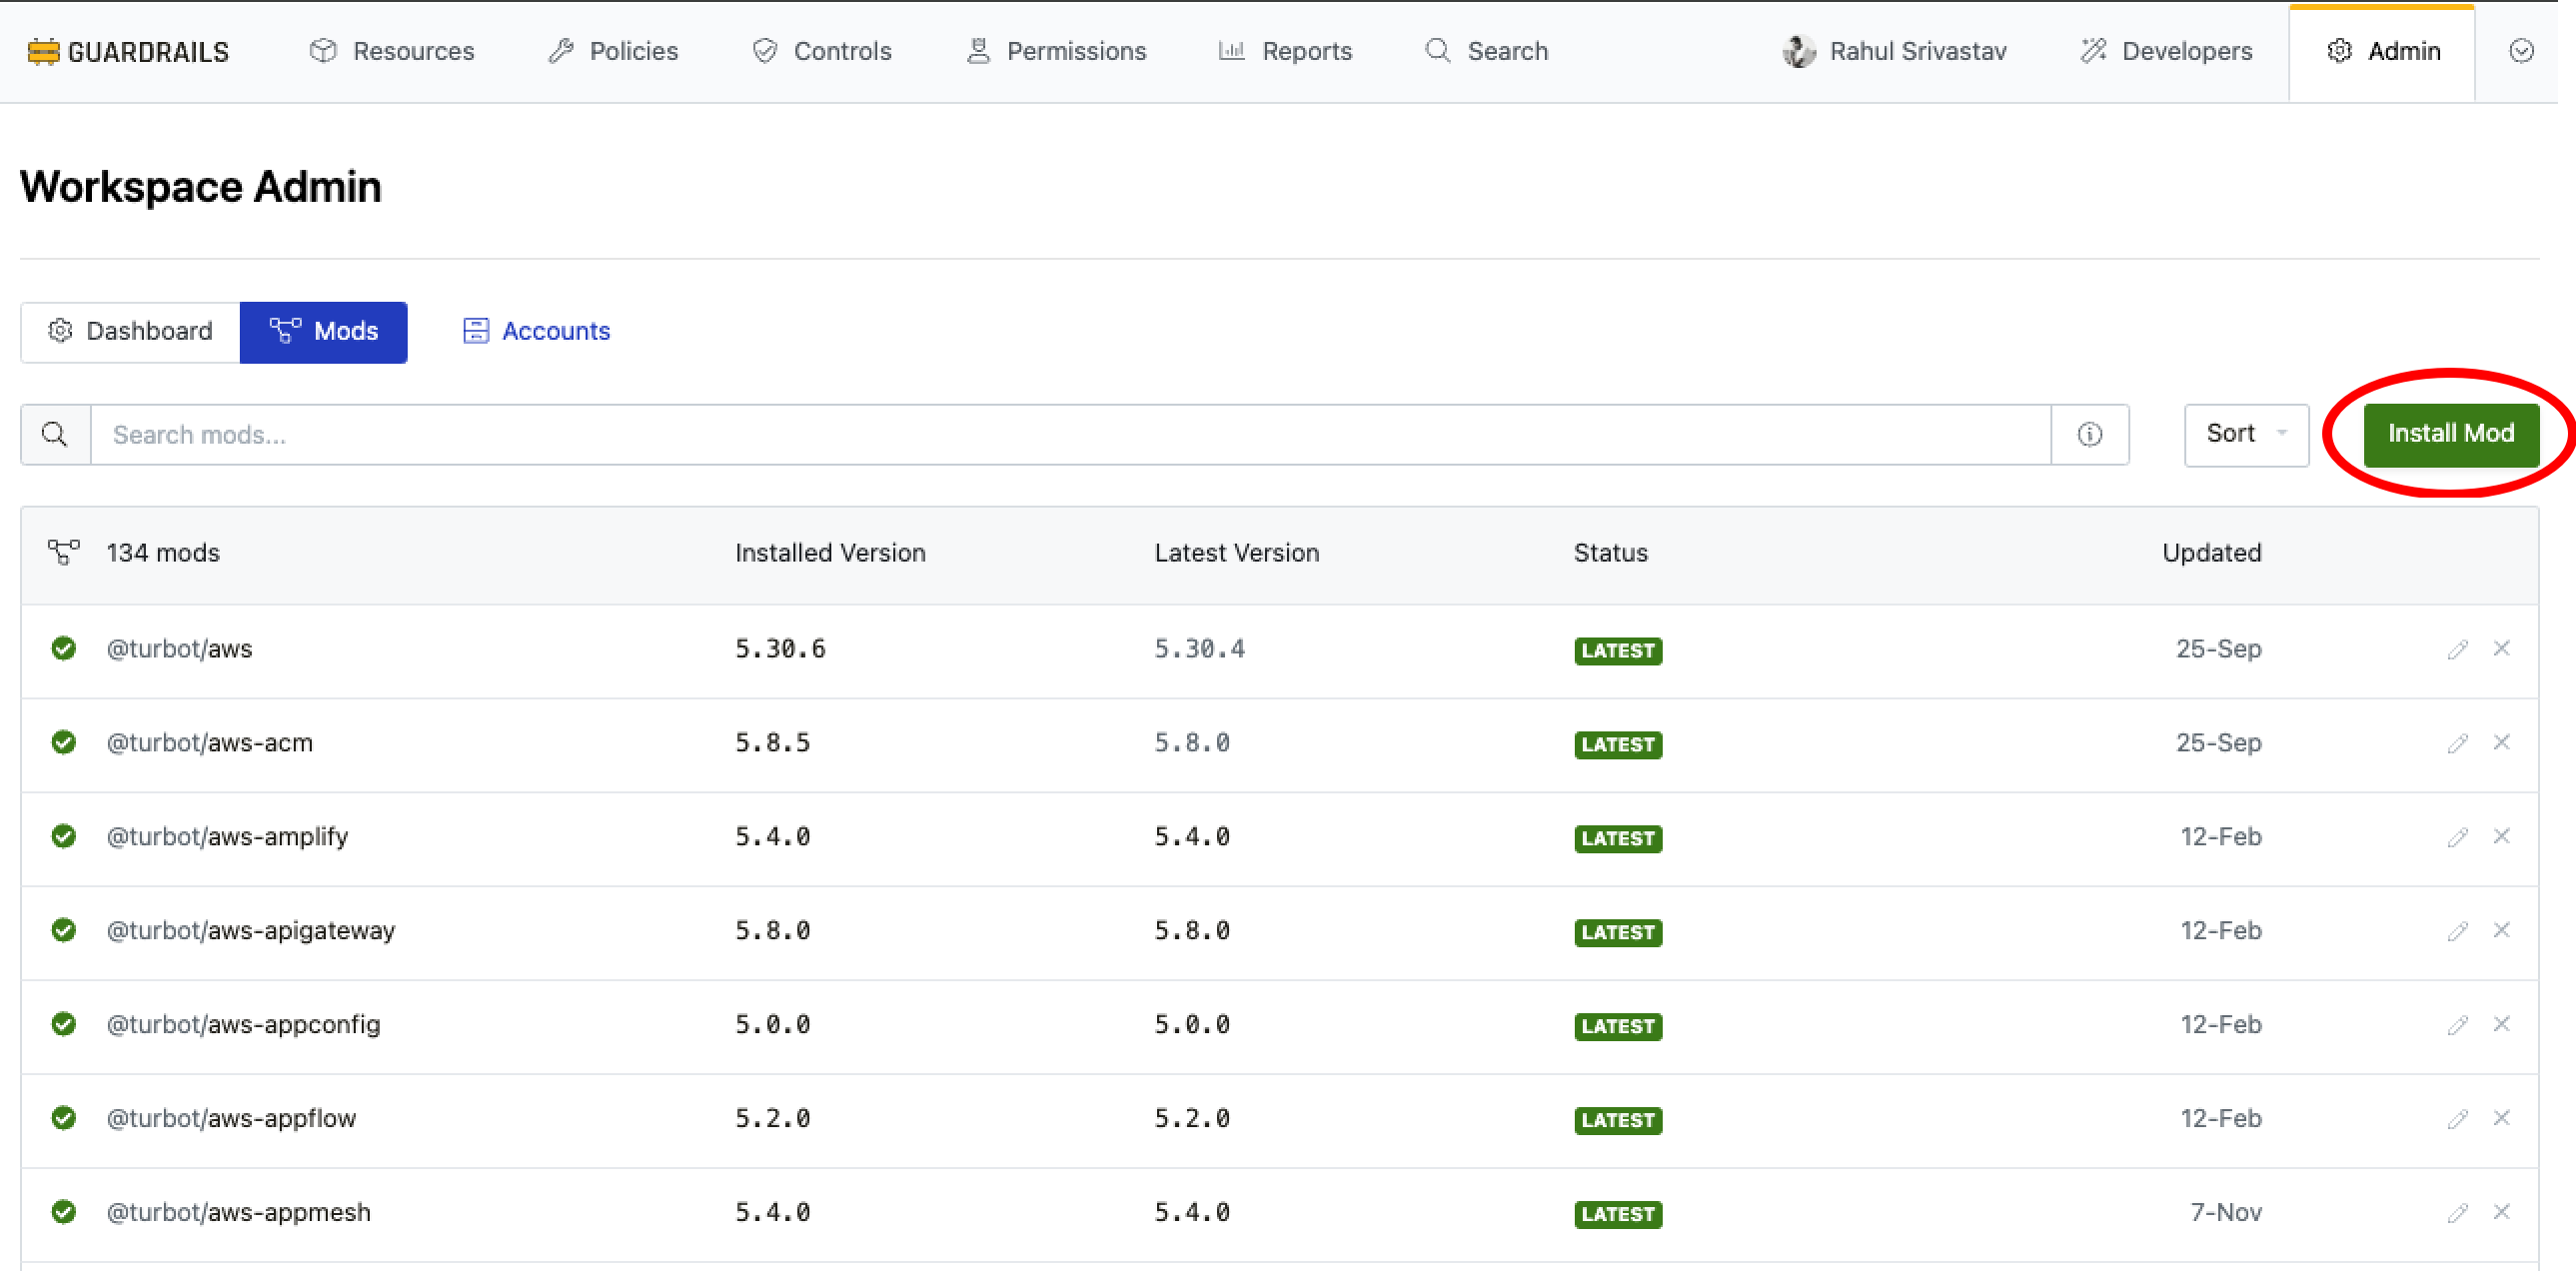 GUARDRAILS Resources Policies Controls Permissions Reports Search Rahul Srivastav Developers Admin
Workspace Admin
Dashboard Mods Accounts
Search mods... Sort Install Mod
134 mods Installed Version Latest Version Status Updated
@turbot/aws 5.30.6 5.30.4 LATEST 25-Sep
@turbot/aws-acm 5.8.5 5.8.0 LATEST 25-Sep
@turbot/aws-amplify 5.4.0 5.4.0 LATEST 12-Feb
@turbot/aws-apigateway 5.8.0 5.8.0 LATEST 12-Feb
@turbot/aws-appconfig 5.0.0 5.0.0 LATEST 12-Feb
@turbot/aws-appflow 5.2.0 5.2.0 LATEST 12-Feb
@turbot/aws-appmesh 5.4.0 5.4.0 LATEST 7-Nov